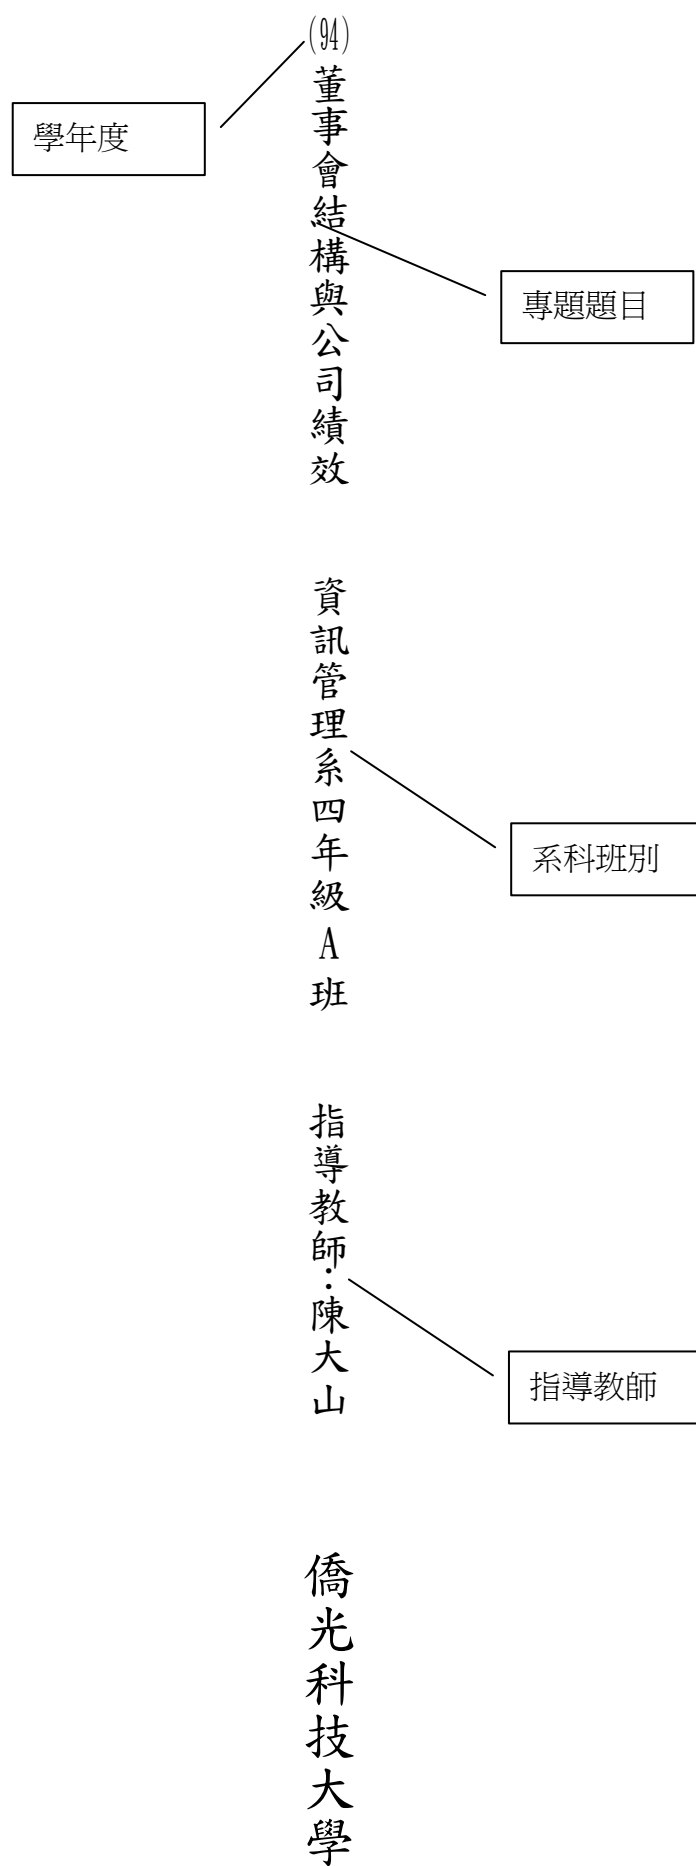 (94)
董事會結構與公司績效
學年度
專題題目
資訊管理系四年級A班
系科班別
指導教師：陳大山
指導教師
僑光科技大學